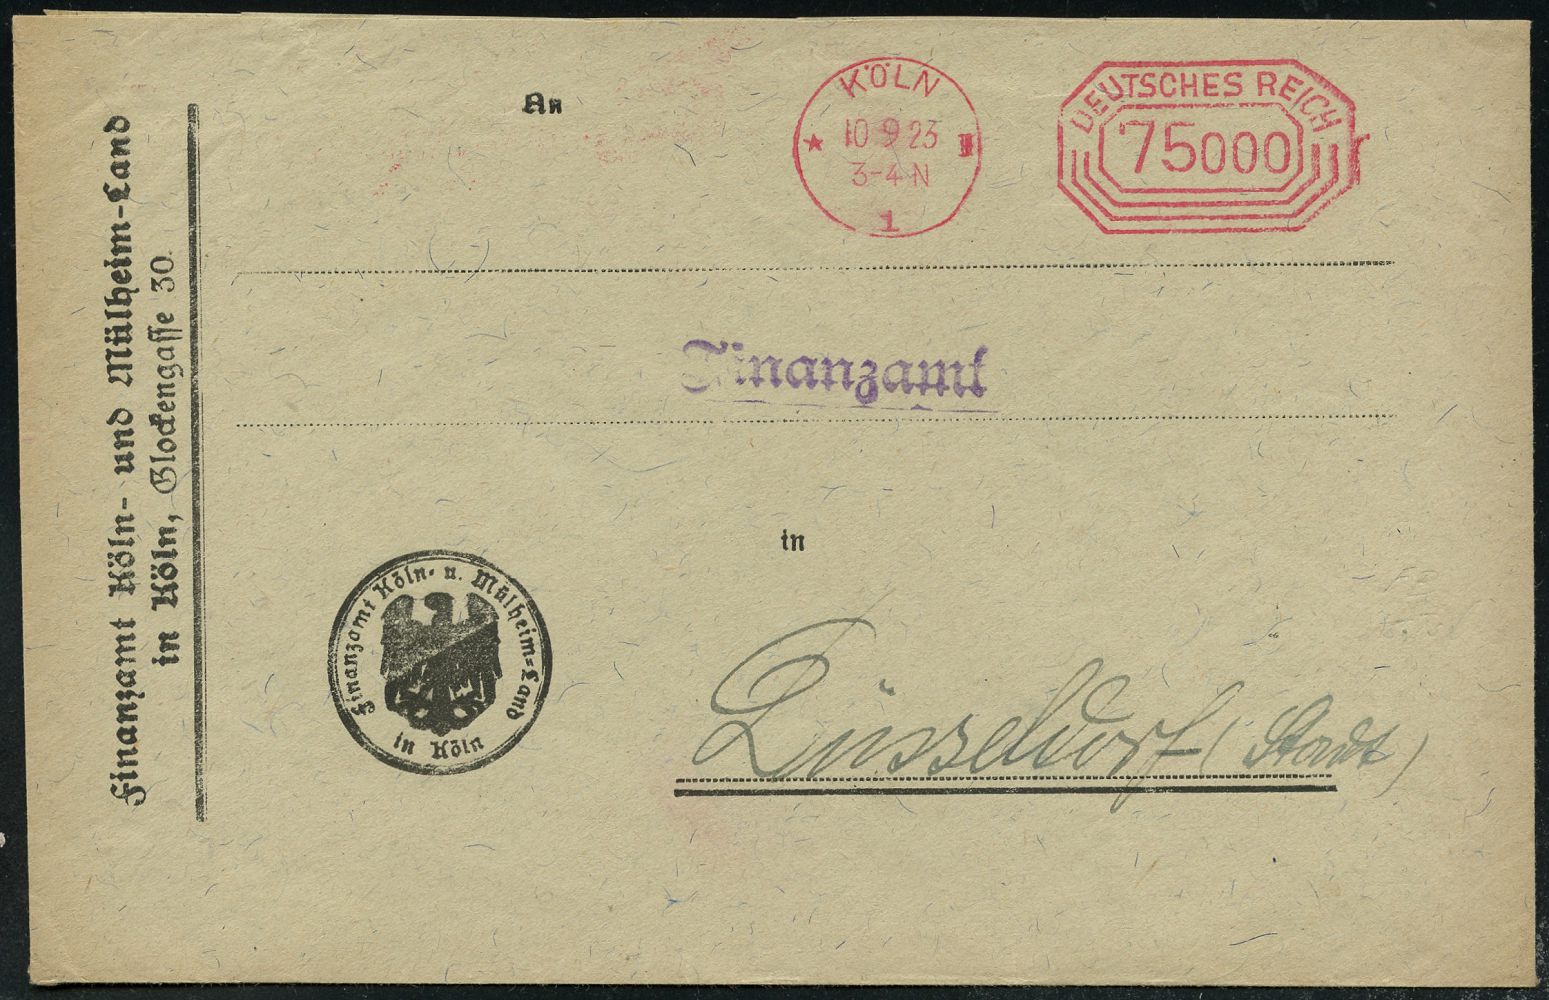 Finanzamt Köln- und Mülheim-Land
in Köln, Glockengasse 30.
An
KÖLN
10 9 23
3-4 N
1
DEUTSCHES REICH
75000
Finanzamt
in
Düsseldorf (Stadt)
Finanzamt Köln- u. Mülheim-Land
in Köln